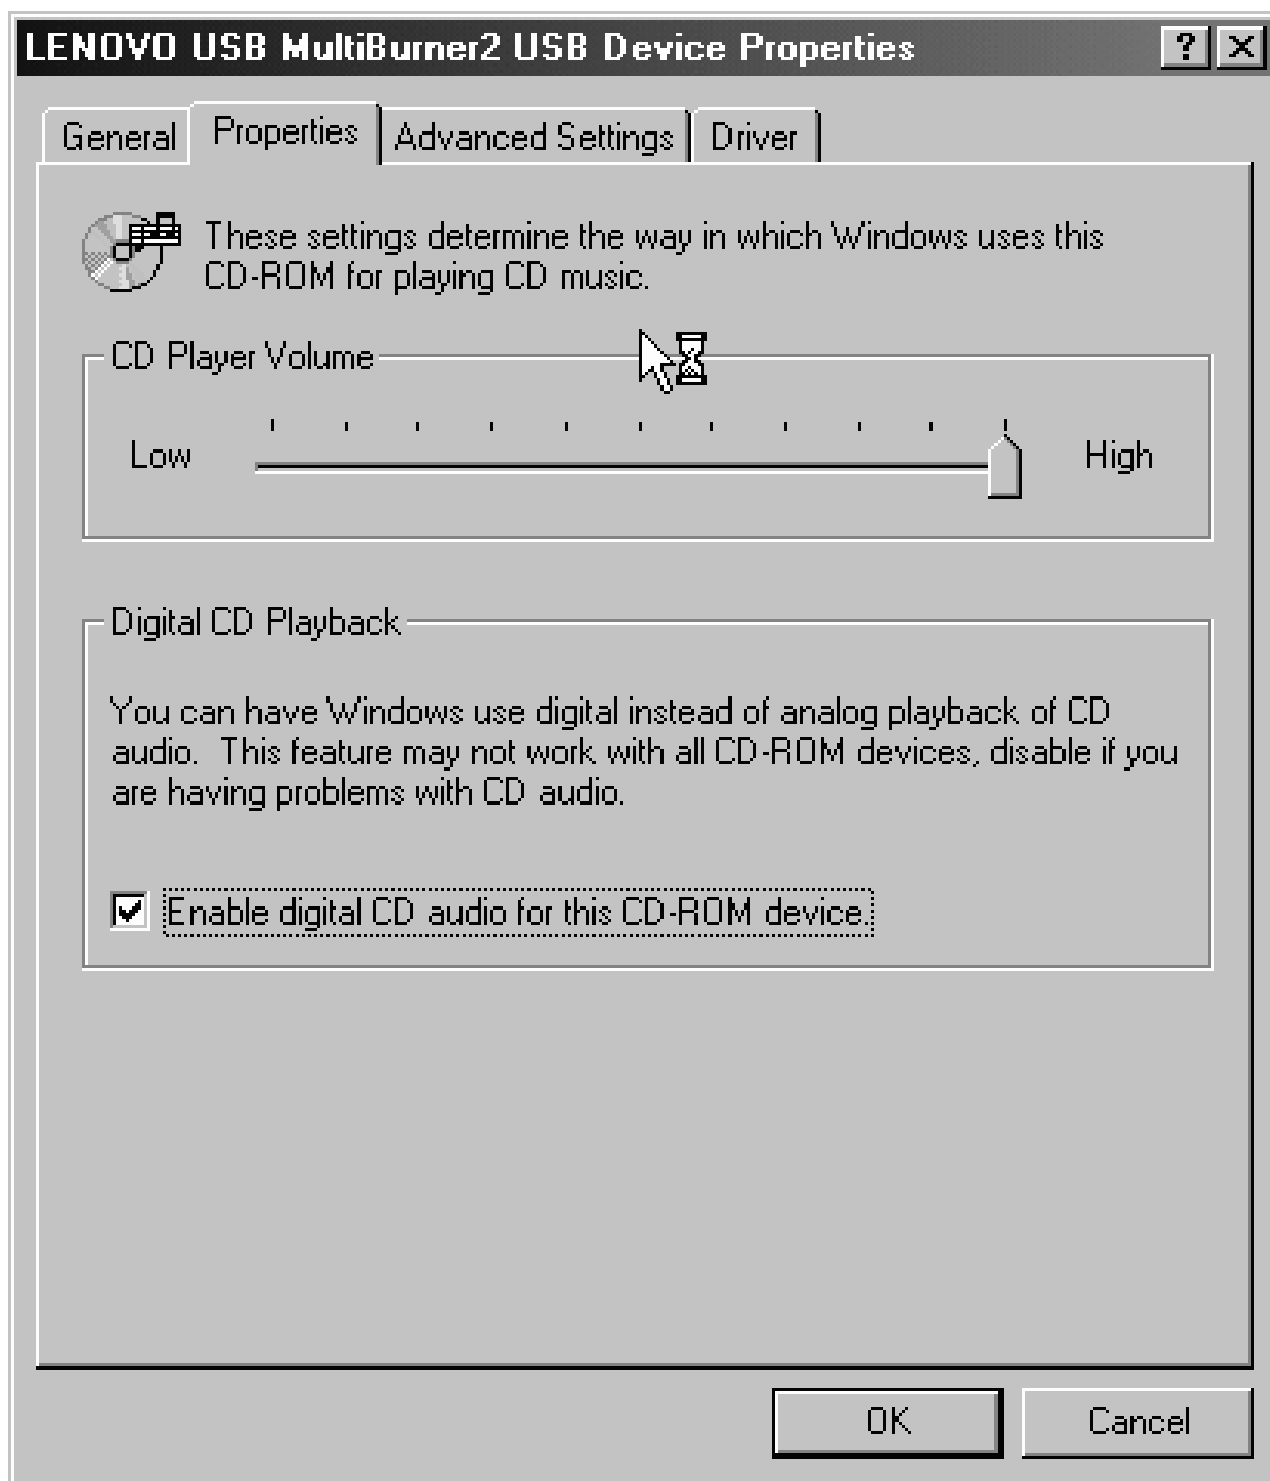 LENOVO USB MultiBurner2 USB Device Properties
General Properties Advanced Settings Driver
These settings determine the way in which Windows uses this
CD-ROM for playing CD music.
CD Player Volume
Low High
Digital CD Playback
You can have Windows use digital instead of analog playback of CD
audio.  This feature may not work with all CD-ROM devices, disable if you
are having problems with CD audio.
Enable digital CD audio for this CD-ROM device.
OK Cancel